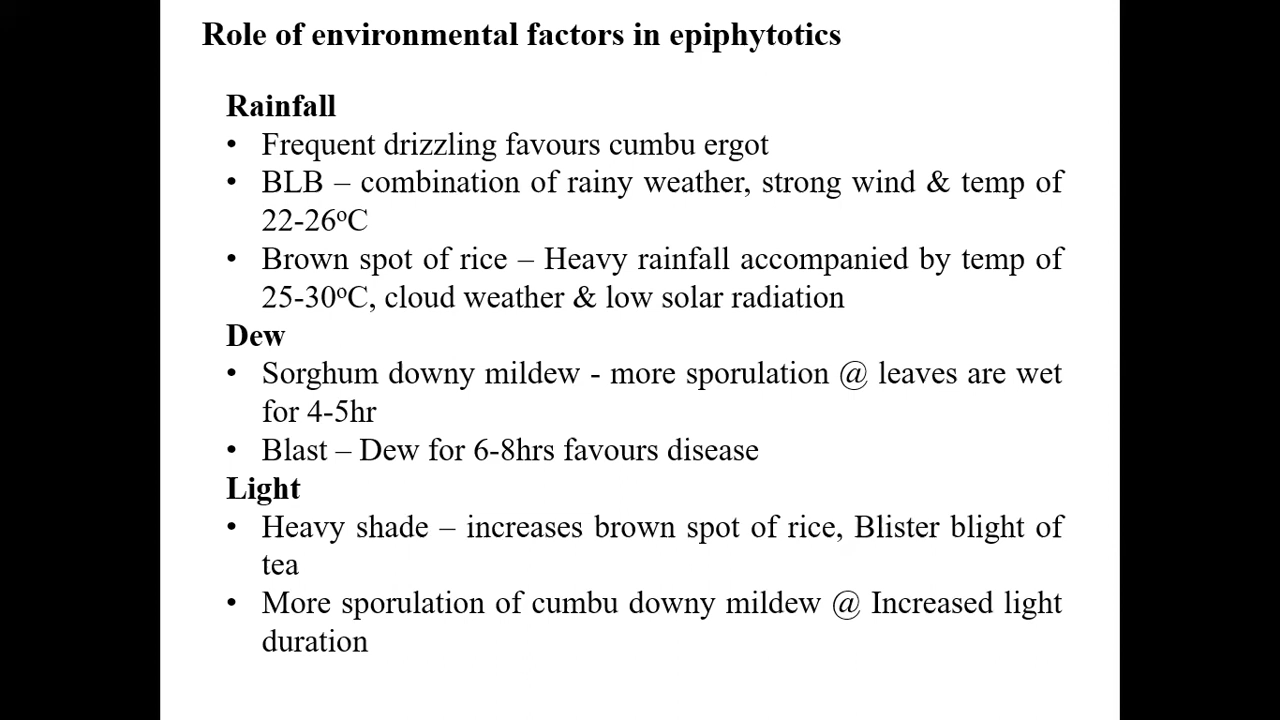 Role of environmental factors in epiphytotics
Rainfall
• Frequent drizzling favours cumbu ergot
• BLB – combination of rainy weather, strong wind & temp of
22-26ºC
• Brown spot of rice – Heavy rainfall accompanied by temp of
25-30ºC, cloud weather & low solar radiation
Dew
• Sorghum downy mildew - more sporulation @ leaves are wet
for 4-5hr
• Blast – Dew for 6-8hrs favours disease
Light
• Heavy shade – increases brown spot of rice, Blister blight of
tea
• More sporulation of cumbu downy mildew @ Increased light
duration